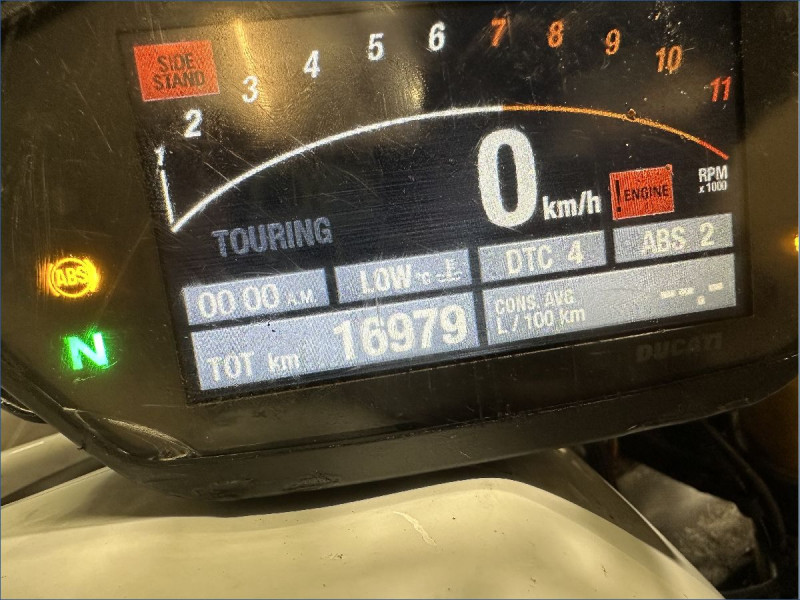 SIDE
STAND
1 2 3 4 5 6 7 8 9 10 11
RPM
x 1000
0 km/h
! ENGINE
TOURING
ABS
N
00 00 A.M.
LOW °C
DTC 4
ABS 2
TOT km 16979
CONS. AVG.
L / 100 km
--.-
DUCATI